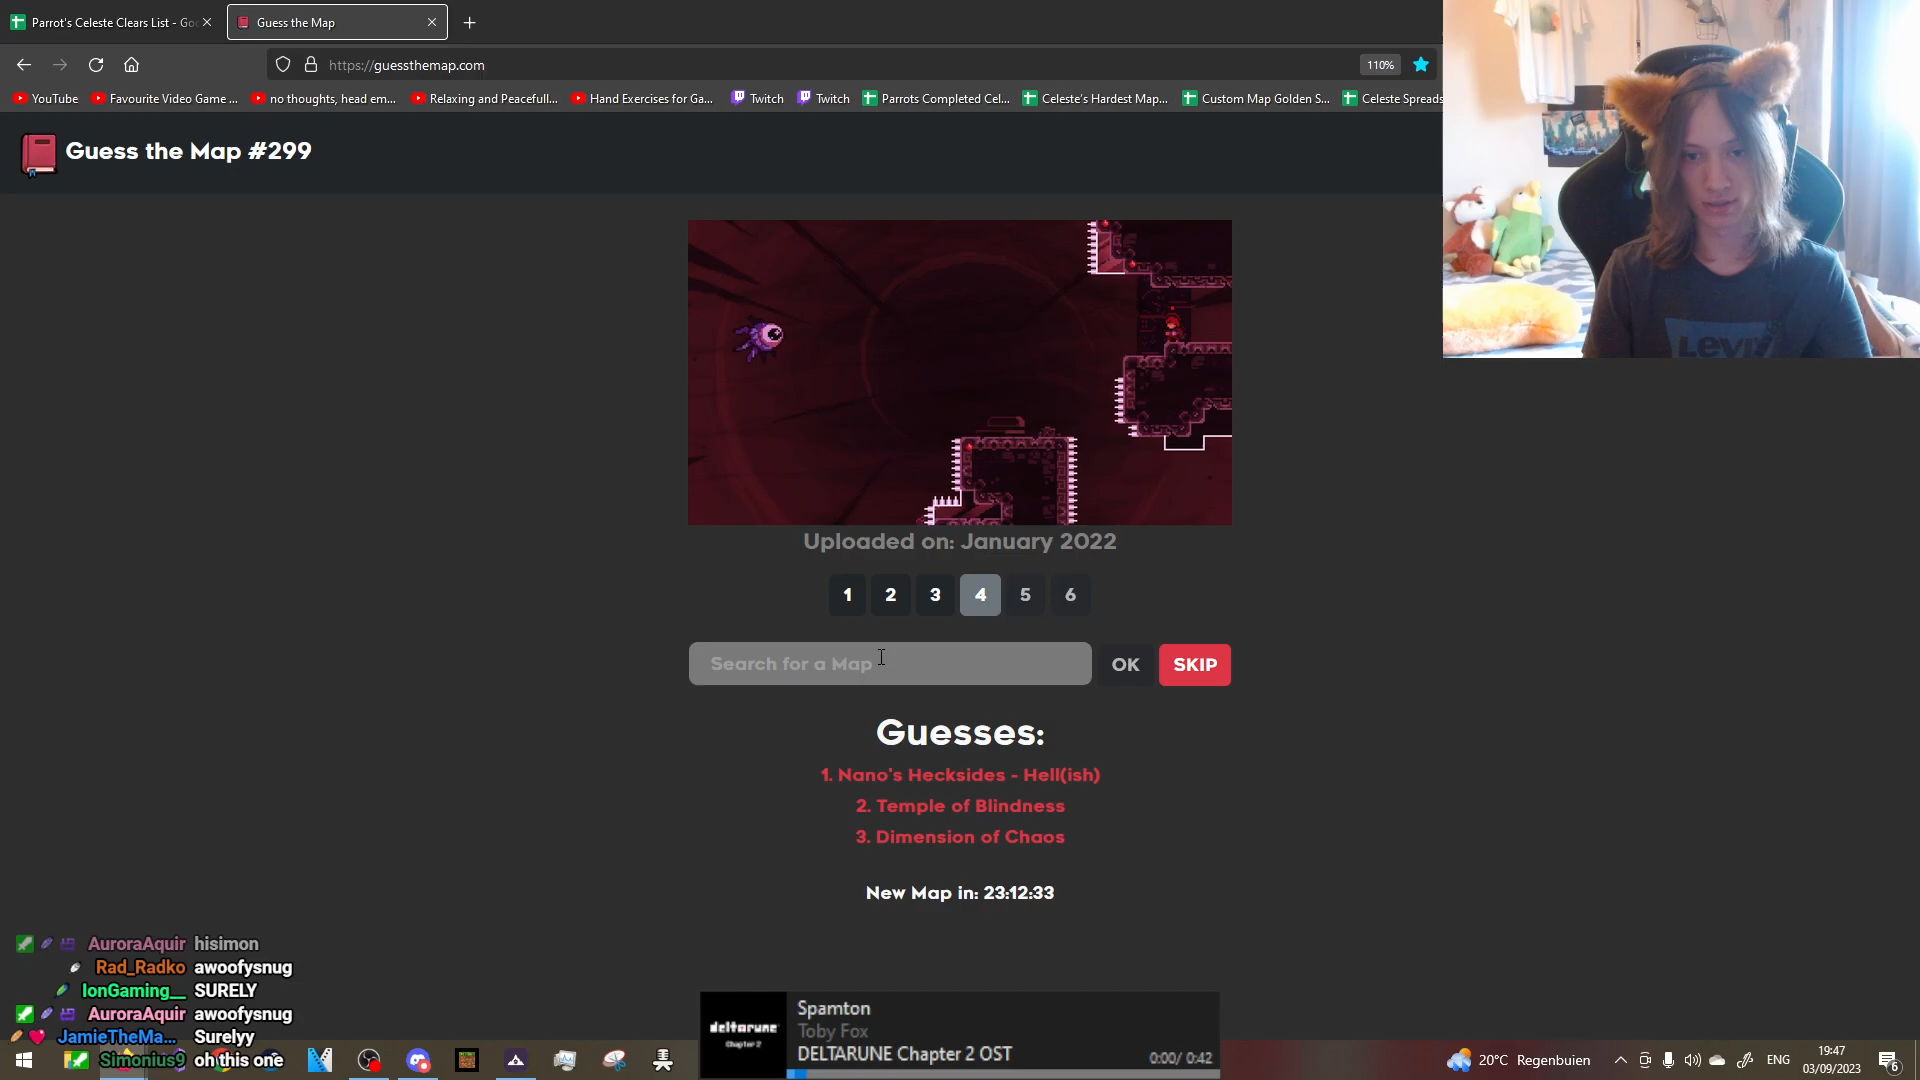 Parrot's Celeste Clears List - Go
Guess the Map
https://guessthemap.com
110%
YouTube
Favourite Video Game ...
no thoughts, head em...
Relaxing and Peacefull...
Hand Exercises for Ga...
Twitch
Twitch
Parrots Completed Cel...
Celeste's Hardest Map...
Custom Map Golden S...
Celeste Spreads
Guess the Map #299
LEVI
Uploaded on: January 2022
1 2 3 4 5 6
Search for a Map
OK
SKIP
Guesses:
1. Nano's Hecksides - Hell(ish)
2. Temple of Blindness
3. Dimension of Chaos
New Map in: 23:12:33
AuroraAquir hisimon
Rad_Radko awoofysnug
IonGaming__ SURELY
AuroraAquir awoofysnug
JamieTheMa... Surelyy
Simonius9 oh this one
deltarune
Chapter 2
Spamton
Toby Fox
DELTARUNE Chapter 2 OST
0:00/ 0:42
20°C Regenbuien
ENG
19:47
03/09/2023
6